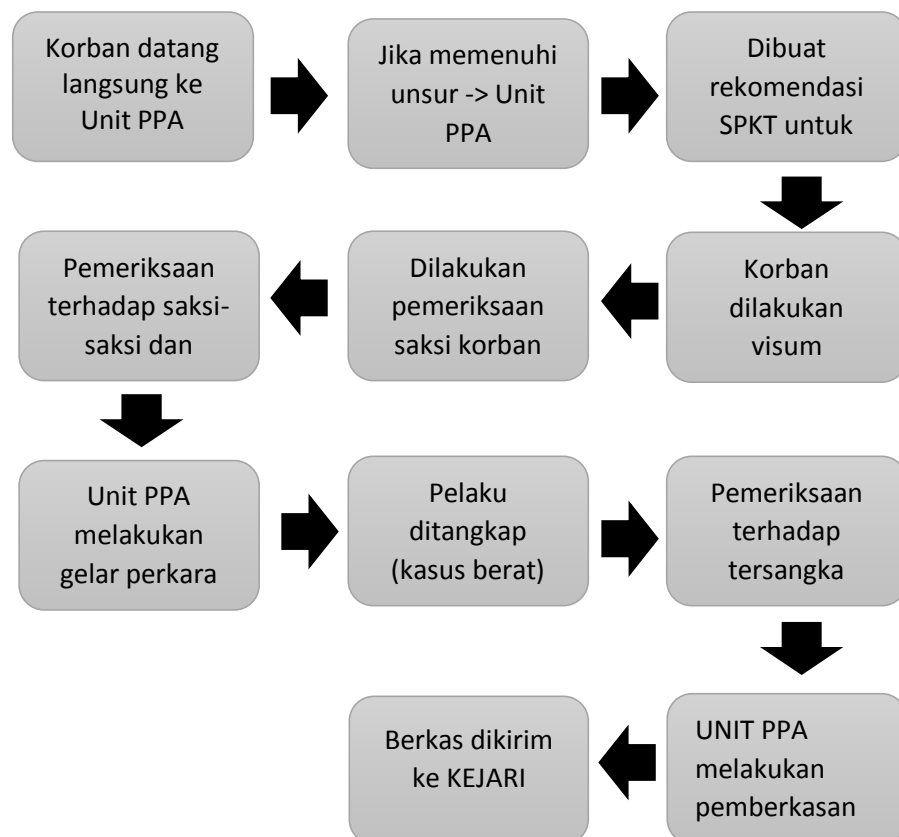 Korban datang
langsung ke
Unit PPA
Jika memenuhi
unsur -> Unit
PPA
Dibuat
rekomendasi
SPKT untuk
Korban
dilakukan
visum
Dilakukan
pemeriksaan
saksi korban
Pemeriksaan
terhadap saksi-
saksi dan
Unit PPA
melakukan
gelar perkara
Pelaku
ditangkap
(kasus berat)
Pemeriksaan
terhadap
tersangka
UNIT PPA
melakukan
pemberkasan
Berkas dikirim
ke KEJARI